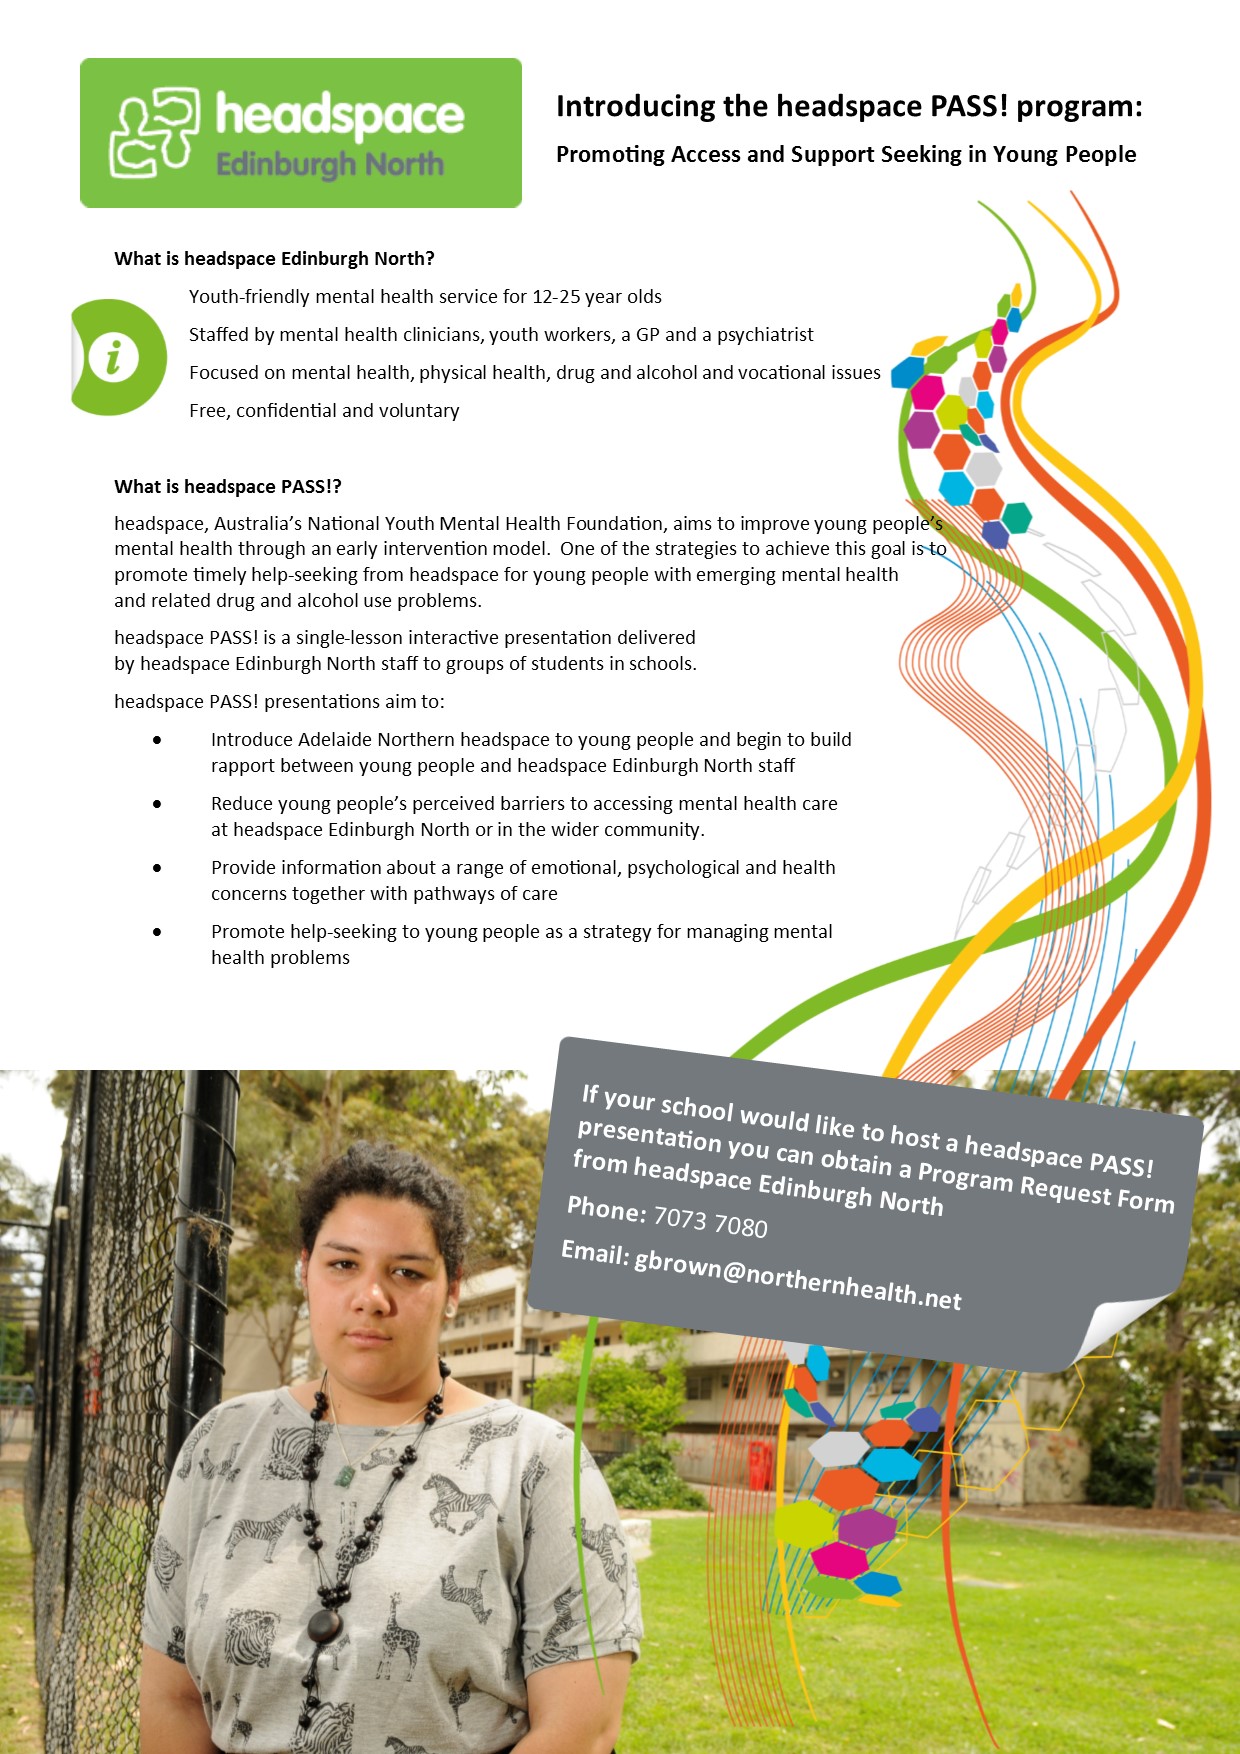 headspace
Edinburgh North
Introducing the headspace PASS! program:
Promoting Access and Support Seeking in Young People
What is headspace Edinburgh North?
i
Youth-friendly mental health service for 12-25 year olds
Staffed by mental health clinicians, youth workers, a GP and a psychiatrist
Focused on mental health, physical health, drug and alcohol and vocational issues
Free, confidential and voluntary
What is headspace PASS!?
headspace, Australia's National Youth Mental Health Foundation, aims to improve young people's
mental health through an early intervention model.  One of the strategies to achieve this goal is to
promote timely help-seeking from headspace for young people with emerging mental health
and related drug and alcohol use problems.
headspace PASS! is a single-lesson interactive presentation delivered
by headspace Edinburgh North staff to groups of students in schools.
headspace PASS! presentations aim to:
• Introduce Adelaide Northern headspace to young people and begin to build
rapport between young people and headspace Edinburgh North staff
• Reduce young people's perceived barriers to accessing mental health care
at headspace Edinburgh North or in the wider community.
• Provide information about a range of emotional, psychological and health
concerns together with pathways of care
• Promote help-seeking to young people as a strategy for managing mental
health problems
If your school would like to host a headspace PASS!
presentation you can obtain a Program Request Form
from headspace Edinburgh North
Phone: 7073 7080
Email: gbrown@northernhealth.net